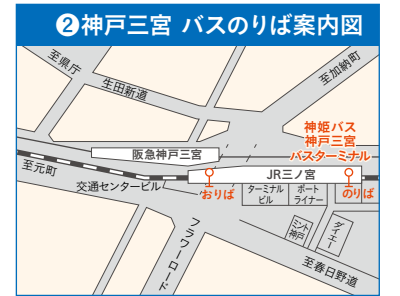 ❷神戸三宮 バスのりば案内図
至県庁
生田新道
至加納町
神姫バス
神戸三宮
バスターミナル
阪急神戸三宮
至元町
JR三ノ宮
交通センタービル
おりば
ターミナル
ビル
ポート
ライナー
のりば
フラワーロード
ミント
神戸
ダイエー
至春日野道